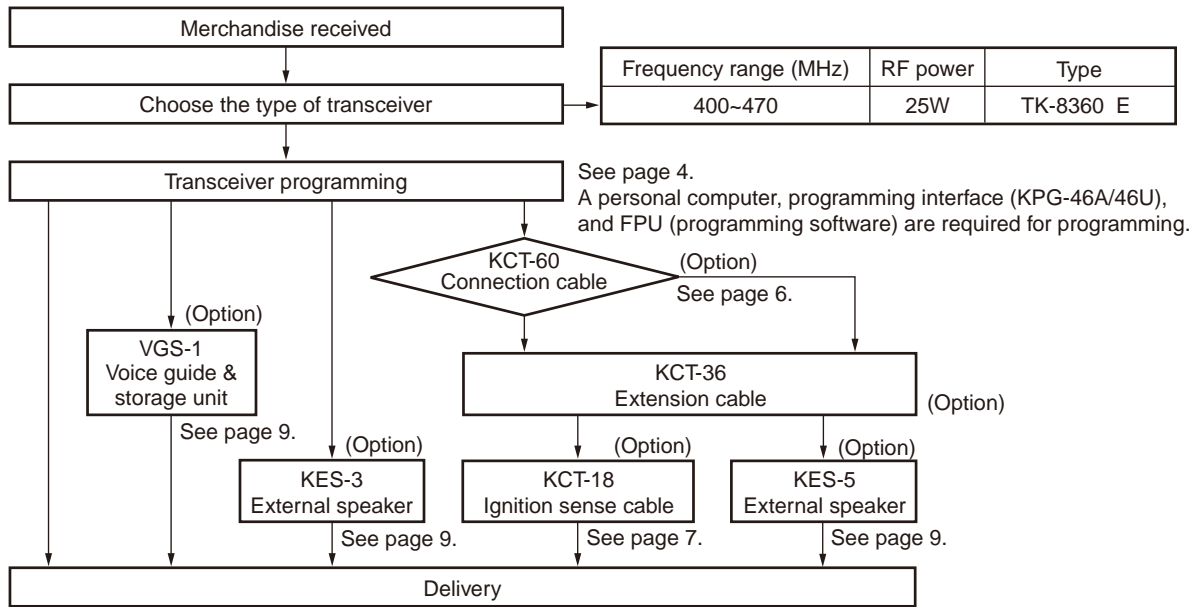 Merchandise received
Choose the type of transceiver
Frequency range (MHz) RF power Type
400~470 25W TK-8360 E
Transceiver programming
See page 4.
A personal computer, programming interface (KPG-46A/46U),
and FPU (programming software) are required for programming.
KCT-60
Connection cable
(Option)
See page 6.
(Option)
VGS-1
Voice guide &
storage unit
See page 9.
KCT-36
Extension cable
(Option)
(Option)
KES-3
External speaker
See page 9.
(Option)
KCT-18
Ignition sense cable
See page 7.
(Option)
KES-5
External speaker
See page 9.
Delivery